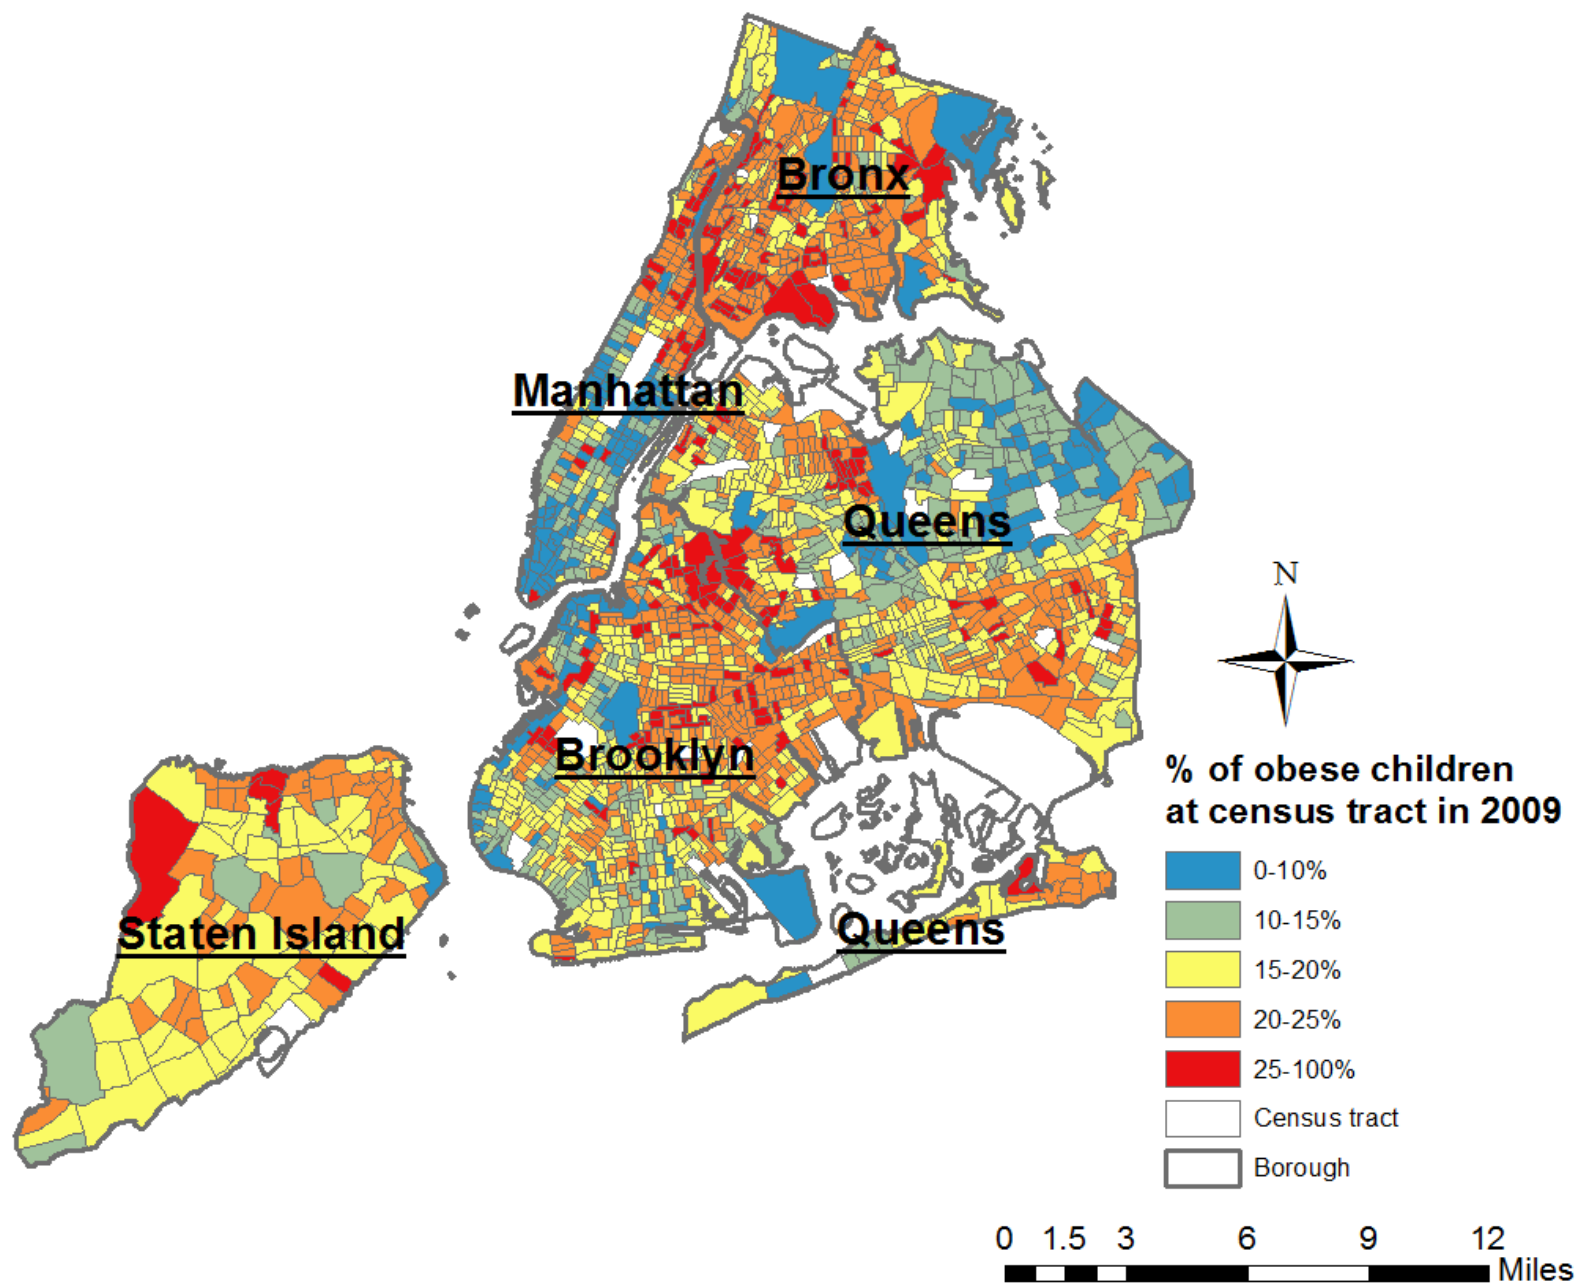 Bronx
Manhattan
Queens
N
Brooklyn
% of obese children
at census tract in 2009
0-10%
10-15%
15-20%
20-25%
25-100%
Census tract
Borough
Staten Island
Queens
0 1.5 3 6 9 12
Miles